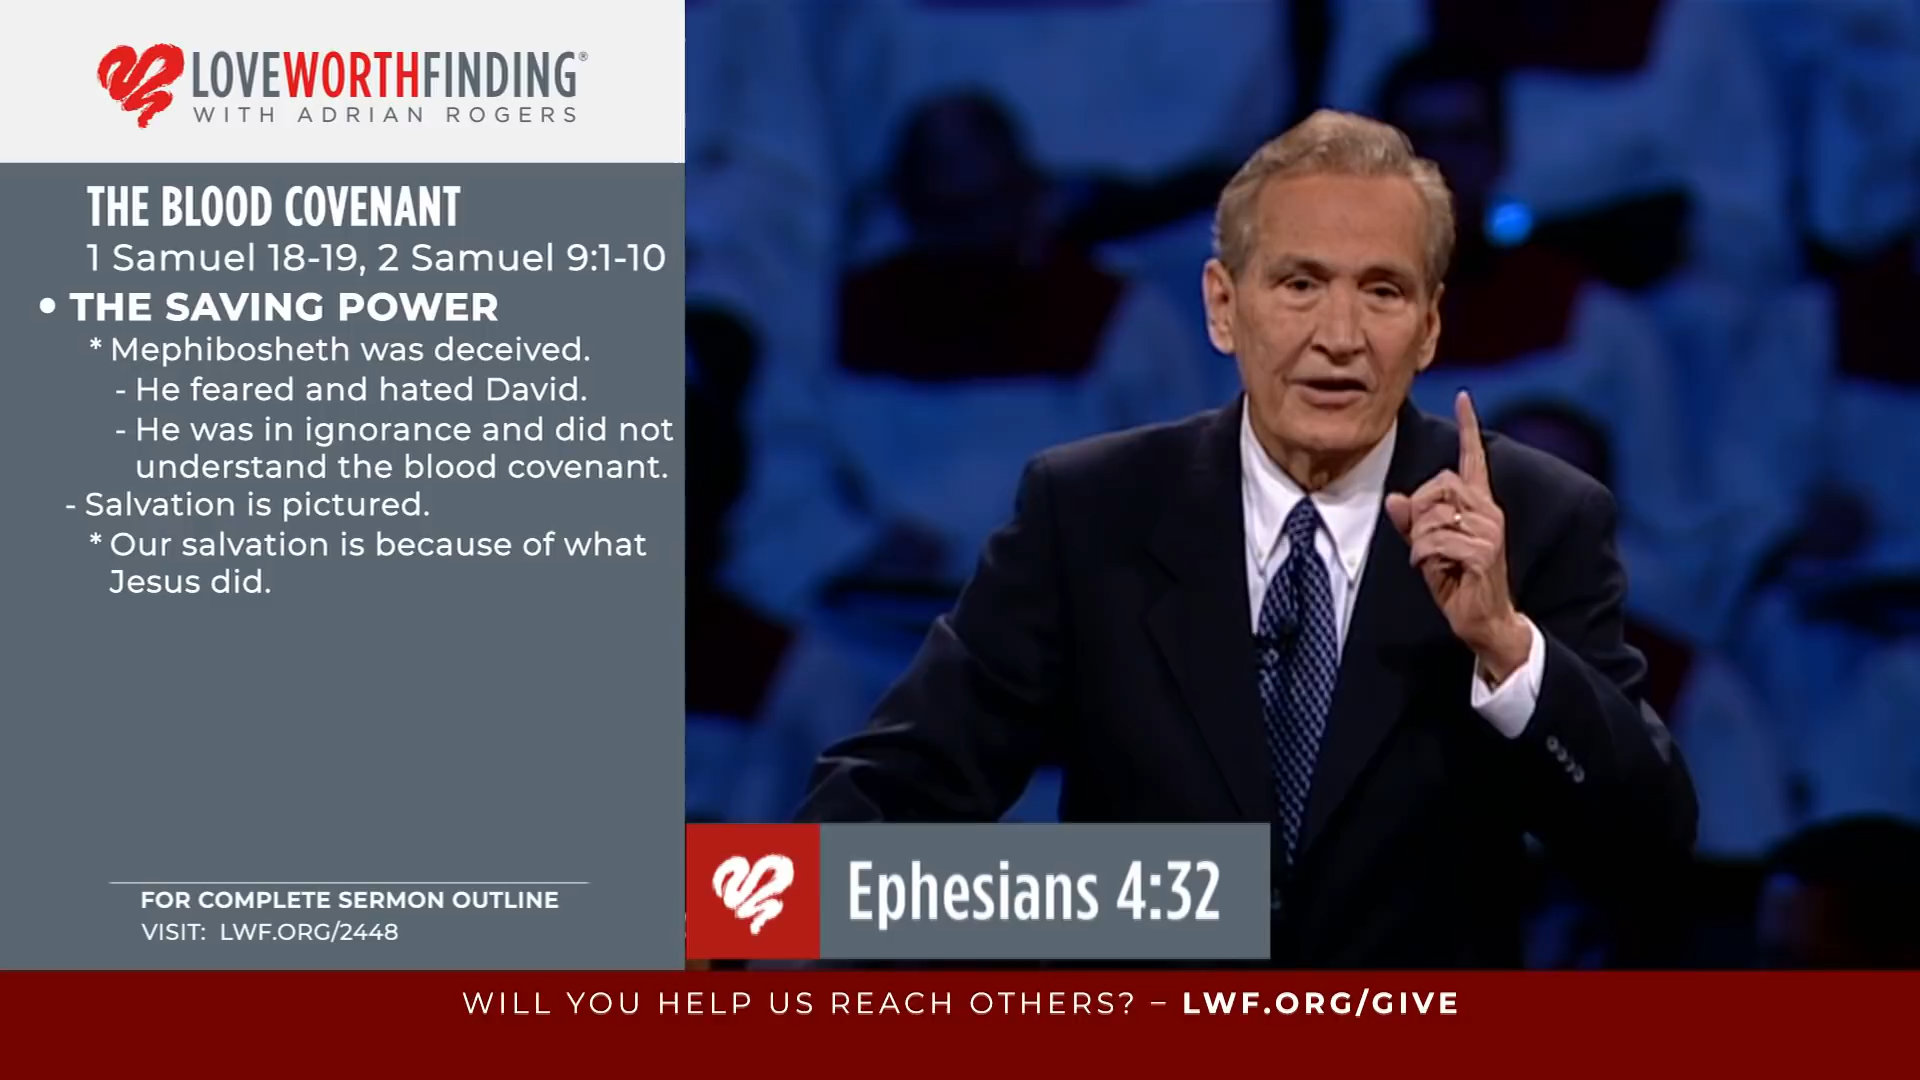 LOVEWORTHFINDING®
WITH ADRIAN ROGERS
THE BLOOD COVENANT
1 Samuel 18-19, 2 Samuel 9:1-10
• THE SAVING POWER
* Mephibosheth was deceived.
- He feared and hated David.
- He was in ignorance and did not
understand the blood covenant.
- Salvation is pictured.
* Our salvation is because of what
Jesus did.
FOR COMPLETE SERMON OUTLINE
VISIT: LWF.ORG/2448
Ephesians 4:32
WILL YOU HELP US REACH OTHERS? – LWF.ORG/GIVE